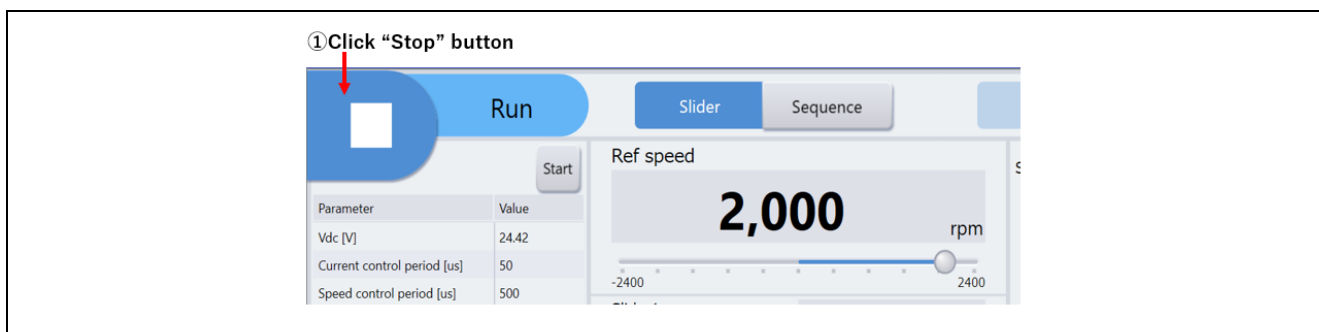 ①Click “Stop” button
Run
Slider
Sequence
Start
Ref speed
2,000
rpm
Parameter Value
Vdc [V] 24.42
Current control period [us] 50
Speed control period [us] 500
-2400
2400